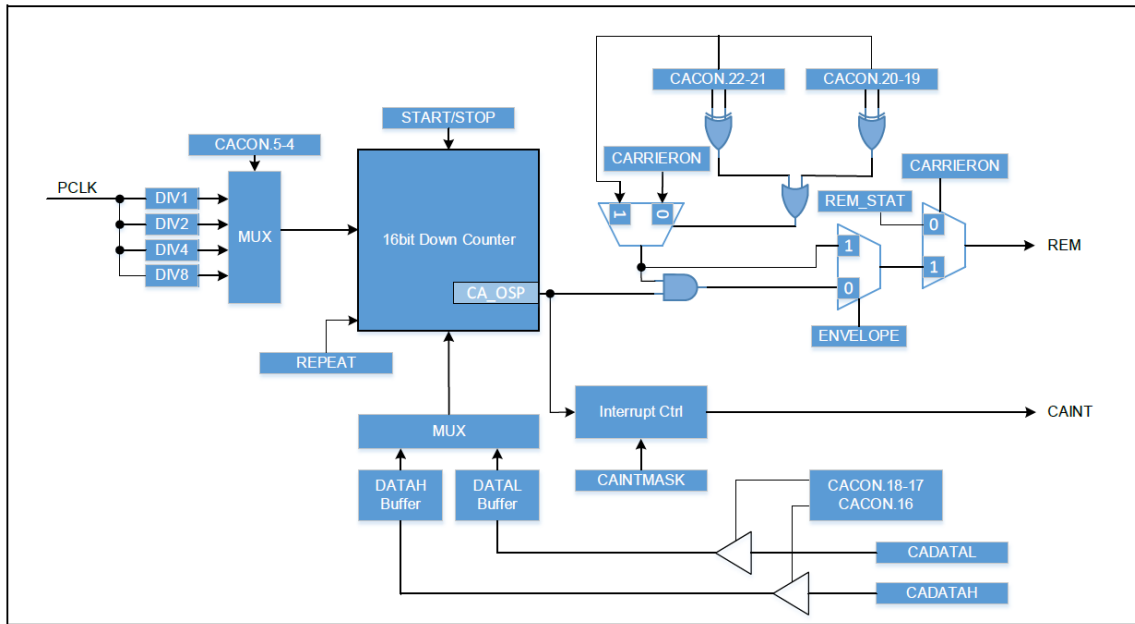 CACON.22-21
CACON.20-19
START/STOP
CACON.5-4
CARRIERON
CARRIERON
PCLK
DIV1
DIV2
DIV4
DIV8
MUX
16bit Down Counter
CA_OSP
1
0
REM_STAT
0
1
1
0
REM
ENVELOPE
REPEAT
MUX
Interrupt Ctrl
CAINT
DATAH
Buffer
DATAL
Buffer
CAINTMASK
CACON.18-17
CACON.16
CADATAL
CADATAH